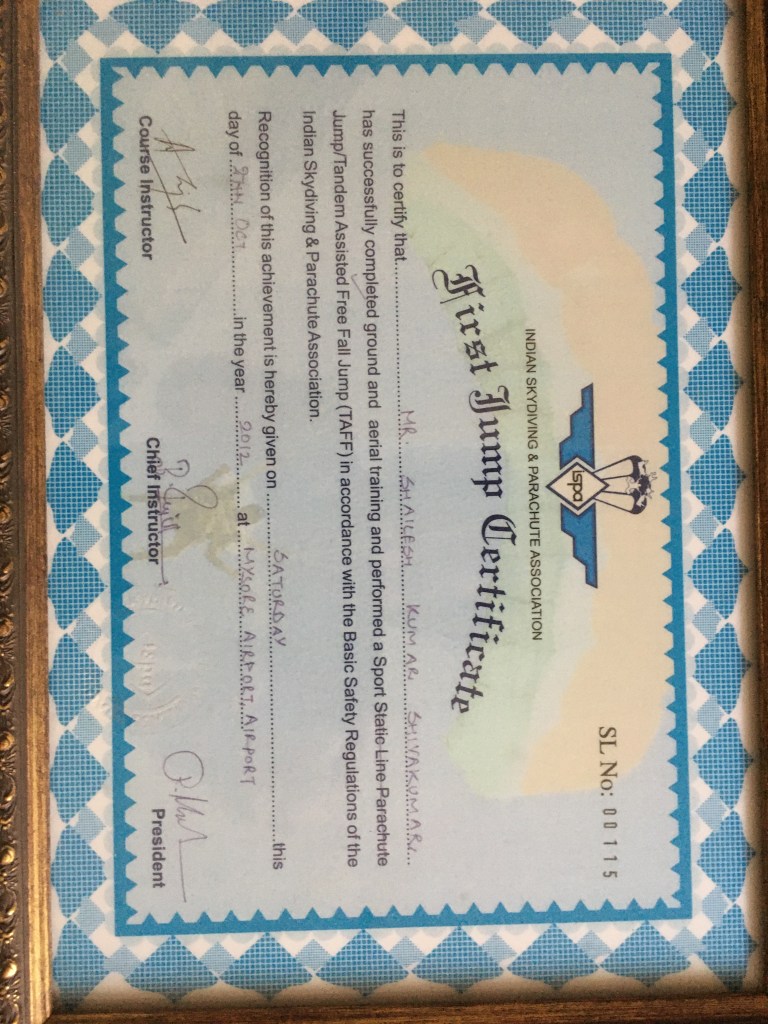 SL No: 00115
ispa
INDIAN SKYDIVING & PARACHUTE ASSOCIATION
First Jump Certificate
This is to certify that MR. SHAILESH KUMAR SHIVAKUMAR
has successfully completed ground and aerial training and performed a Sport Static Line Parachute
Jump/Tandem Assisted Free Fall Jump (TAFF) in accordance with the Basic Safety Regulations of the
Indian Skydiving & Parachute Association.
Recognition of this achievement is hereby given on SATURDAY this
day of OCT in the year 2012 at MYSORE AIRPORT AIRPORT
Course Instructor Chief Instructor President
ispa